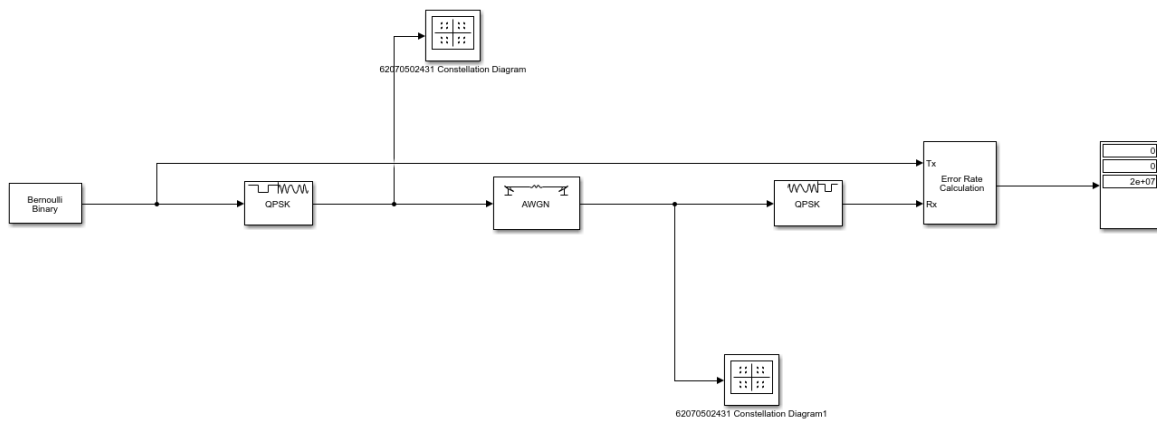 62070502431 Constellation Diagram
Bernoulli
Binary
QPSK
AWGN
QPSK
Tx
Error Rate
Calculation
Rx
0
0
2e+07
62070502431 Constellation Diagram1